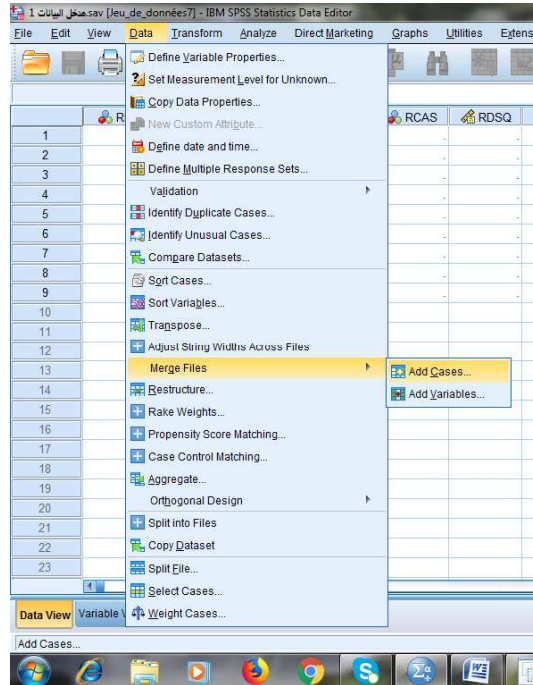 مدخل البيانات 1.sav [Jeu_de_données7] - IBM SPSS Statistics Data Editor
File Edit View Data Transform Analyze Direct Marketing Graphs Utilities Extens
R RCAS RDSQ
Define Variable Properties...
Set Measurement Level for Unknown...
Copy Data Properties...
New Custom Attribute...
Define date and time...
Define Multiple Response Sets...
Validation
Identify Duplicate Cases...
Identify Unusual Cases...
Compare Datasets...
Sort Cases...
Sort Variables...
Transpose...
Adjust String Widths Across Files
Merge Files
Add Cases...
Add Variables...
Restructure...
Rake Weights...
Propensity Score Matching...
Case Control Matching...
Aggregate...
Orthogonal Design
Split into Files
Copy Dataset
Split File...
Select Cases...
Weight Cases...
1
2
3
4
5
6
7
8
9
10
11
12
13
14
15
16
17
18
19
20
21
22
23
Data View Variable V
Add Cases...